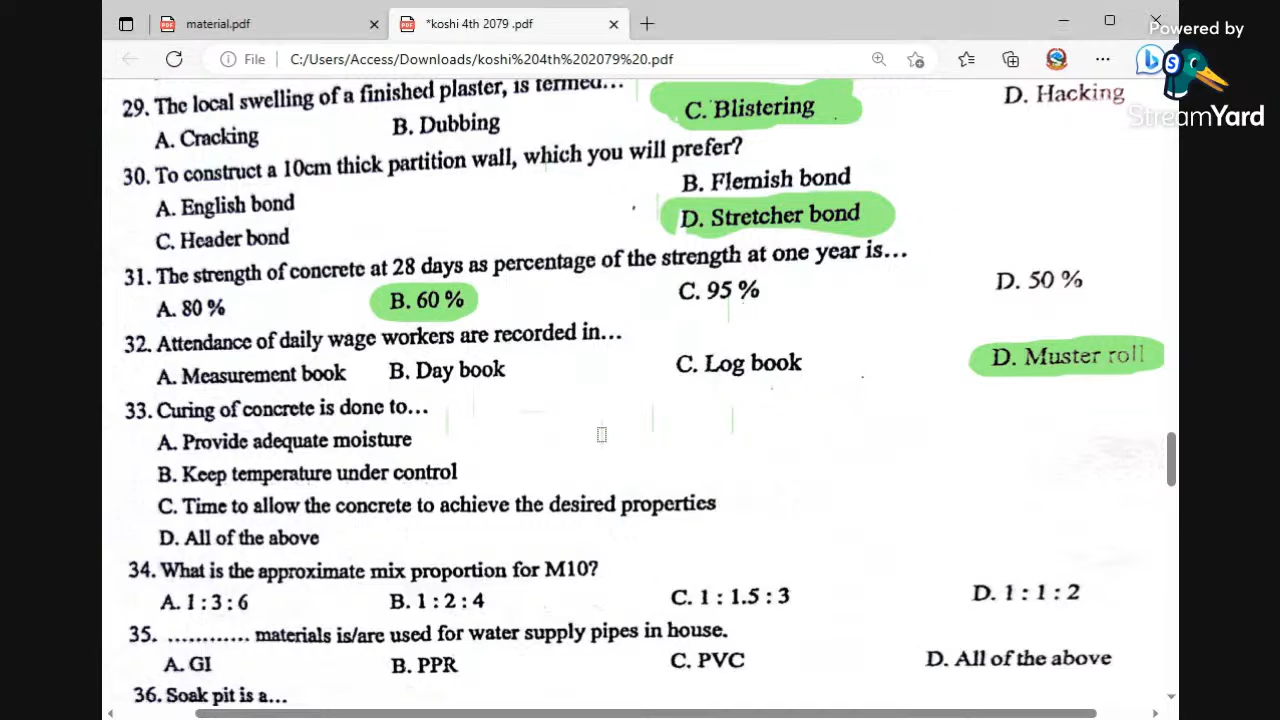 material.pdf
*koshi 4th 2079 .pdf
Powered by
StreamYard
File C:/Users/Access/Downloads/koshi%204th%202079%20.pdf
29. The local swelling of a finished plaster, is termed...
A. Cracking B. Dubbing C. Blistering D. Hacking
30. To construct a 10cm thick partition wall, which you will prefer?
A. English bond B. Flemish bond
C. Header bond D. Stretcher bond
31. The strength of concrete at 28 days as percentage of the strength at one year is...
A. 80 % B. 60 % C. 95 % D. 50 %
32. Attendance of daily wage workers are recorded in...
A. Measurement book B. Day book C. Log book D. Muster roll
33. Curing of concrete is done to...
A. Provide adequate moisture
B. Keep temperature under control
C. Time to allow the concrete to achieve the desired properties
D. All of the above
34. What is the approximate mix proportion for M10?
A. 1 : 3 : 6 B. 1 : 2 : 4 C. 1 : 1.5 : 3 D. 1 : 1 : 2
35. ............ materials is/are used for water supply pipes in house.
A. GI B. PPR C. PVC D. All of the above
36. Soak pit is a...